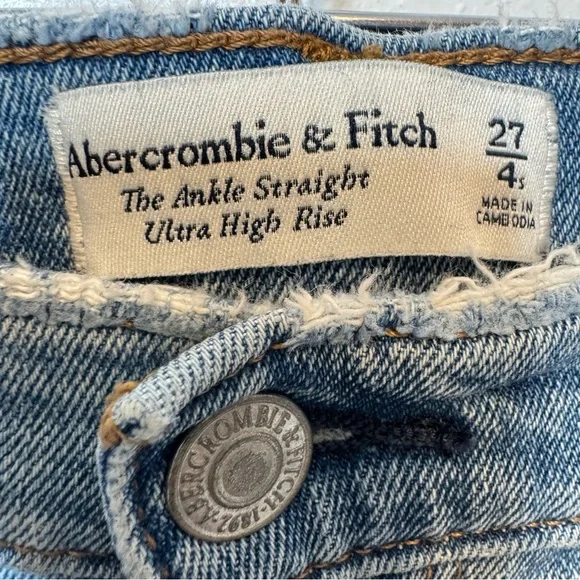 Abercrombie & Fitch
The Ankle Straight
Ultra High Rise
27
4s
MADE IN
CAMBODIA
ABERCROMBIE & FITCH · 1892 ·